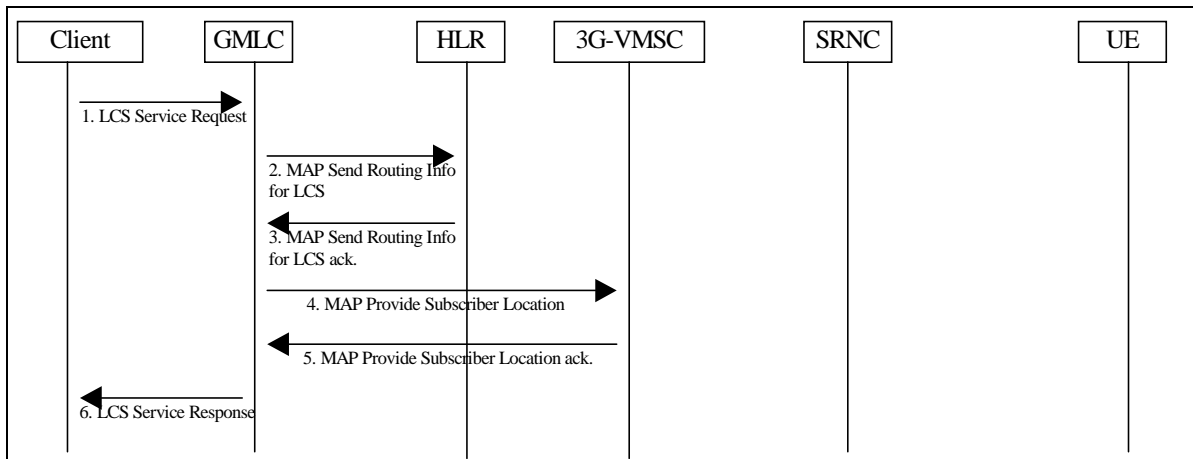 Client GMLC HLR 3G-VMSC SRNC UE
1. LCS Service Request
2. MAP Send Routing Info
for LCS
3. MAP Send Routing Info
for LCS ack.
4. MAP Provide Subscriber Location
5. MAP Provide Subscriber Location ack.
6. LCS Service Response